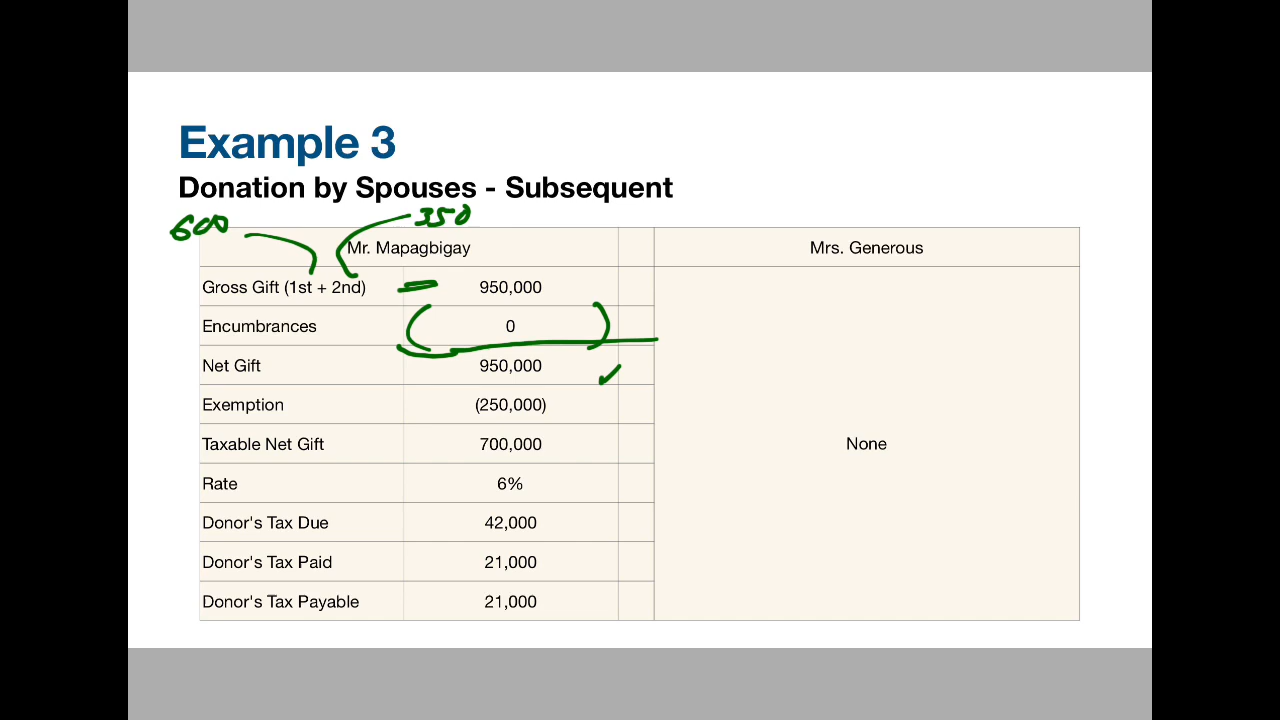 Example 3
Donation by Spouses - Subsequent
600 350
Mr. Mapagbigay Mrs. Generous
Gross Gift (1st + 2nd) 950,000
Encumbrances 0
Net Gift 950,000
Exemption (250,000)
Taxable Net Gift 700,000 None
Rate 6%
Donor's Tax Due 42,000
Donor's Tax Paid 21,000
Donor's Tax Payable 21,000